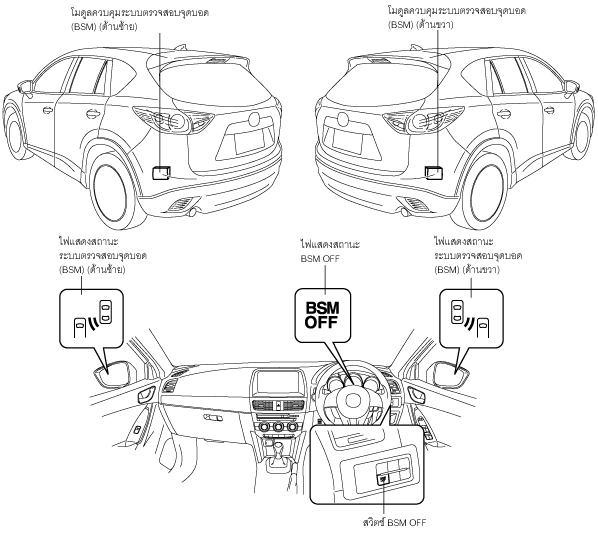 โมดูลควบคุมระบบตรวจสอบจุดบอด
(BSM) (ด้านซ้าย)
โมดูลควบคุมระบบตรวจสอบจุดบอด
(BSM) (ด้านขวา)
ไฟแสดงสถานะ
ระบบตรวจสอบจุดบอด
(BSM) (ด้านซ้าย)
ไฟแสดงสถานะ
BSM OFF
ไฟแสดงสถานะ
ระบบตรวจสอบจุดบอด
(BSM) (ด้านขวา)
BSM
OFF
สวิตช์ BSM OFF